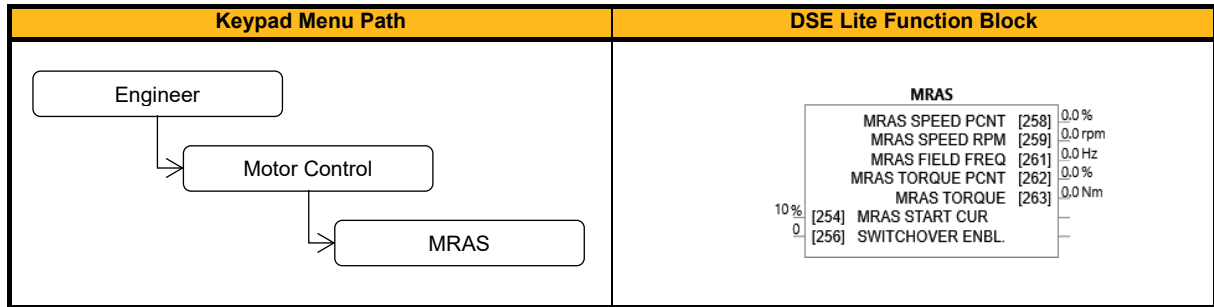 Keypad Menu Path
DSE Lite Function Block
Engineer
Motor Control
MRAS
MRAS
MRAS SPEED PCNT [258] 0.0 %
MRAS SPEED RPM [259] 0.0 rpm
MRAS FIELD FREQ [261] 0.0 Hz
MRAS TORQUE PCNT [262] 0.0 %
MRAS TORQUE [263] 0.0 Nm
10 % [254] MRAS START CUR
0 [256] SWITCHOVER ENBL.